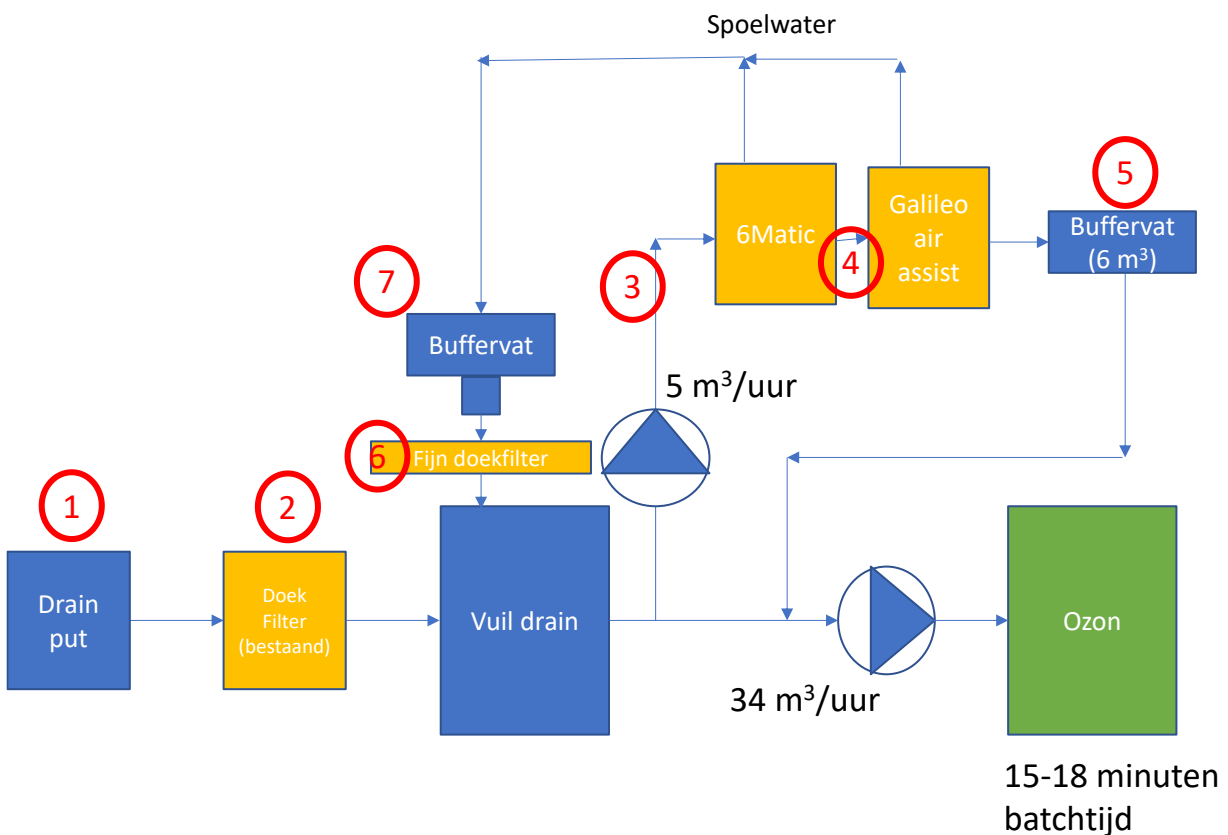 Spoelwater
6Matic
Galileo
air
assist
5
Buffervat
(6 m³)
4
3
7
Buffervat
5 m³/uur
6
Fijn doekfilter
1
2
Drain
put
Doek
Filter
(bestaand)
Vuil drain
34 m³/uur
Ozon
15-18 minuten
batchtijd